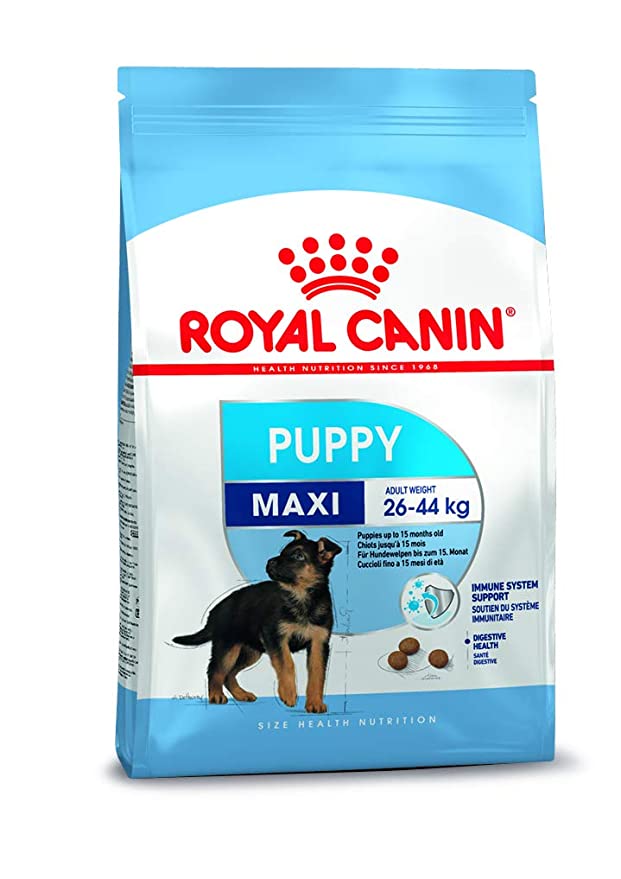 ROYAL CANIN®
HEALTH NUTRITION SINCE 1968
PUPPY
MAXI
ADULT WEIGHT
26-44 kg
Puppies up to 15 months old
Chiots jusqu'à 15 mois
Für Hundewelpen bis zum 15. Monat
Cuccioli fino a 15 mesi di età
IMMUNE SYSTEM
SUPPORT
SOUTIEN DU SYSTÈME
IMMUNITAIRE
DIGESTIVE
HEALTH
SANTÉ
DIGESTIVE
SIZE HEALTH NUTRITION